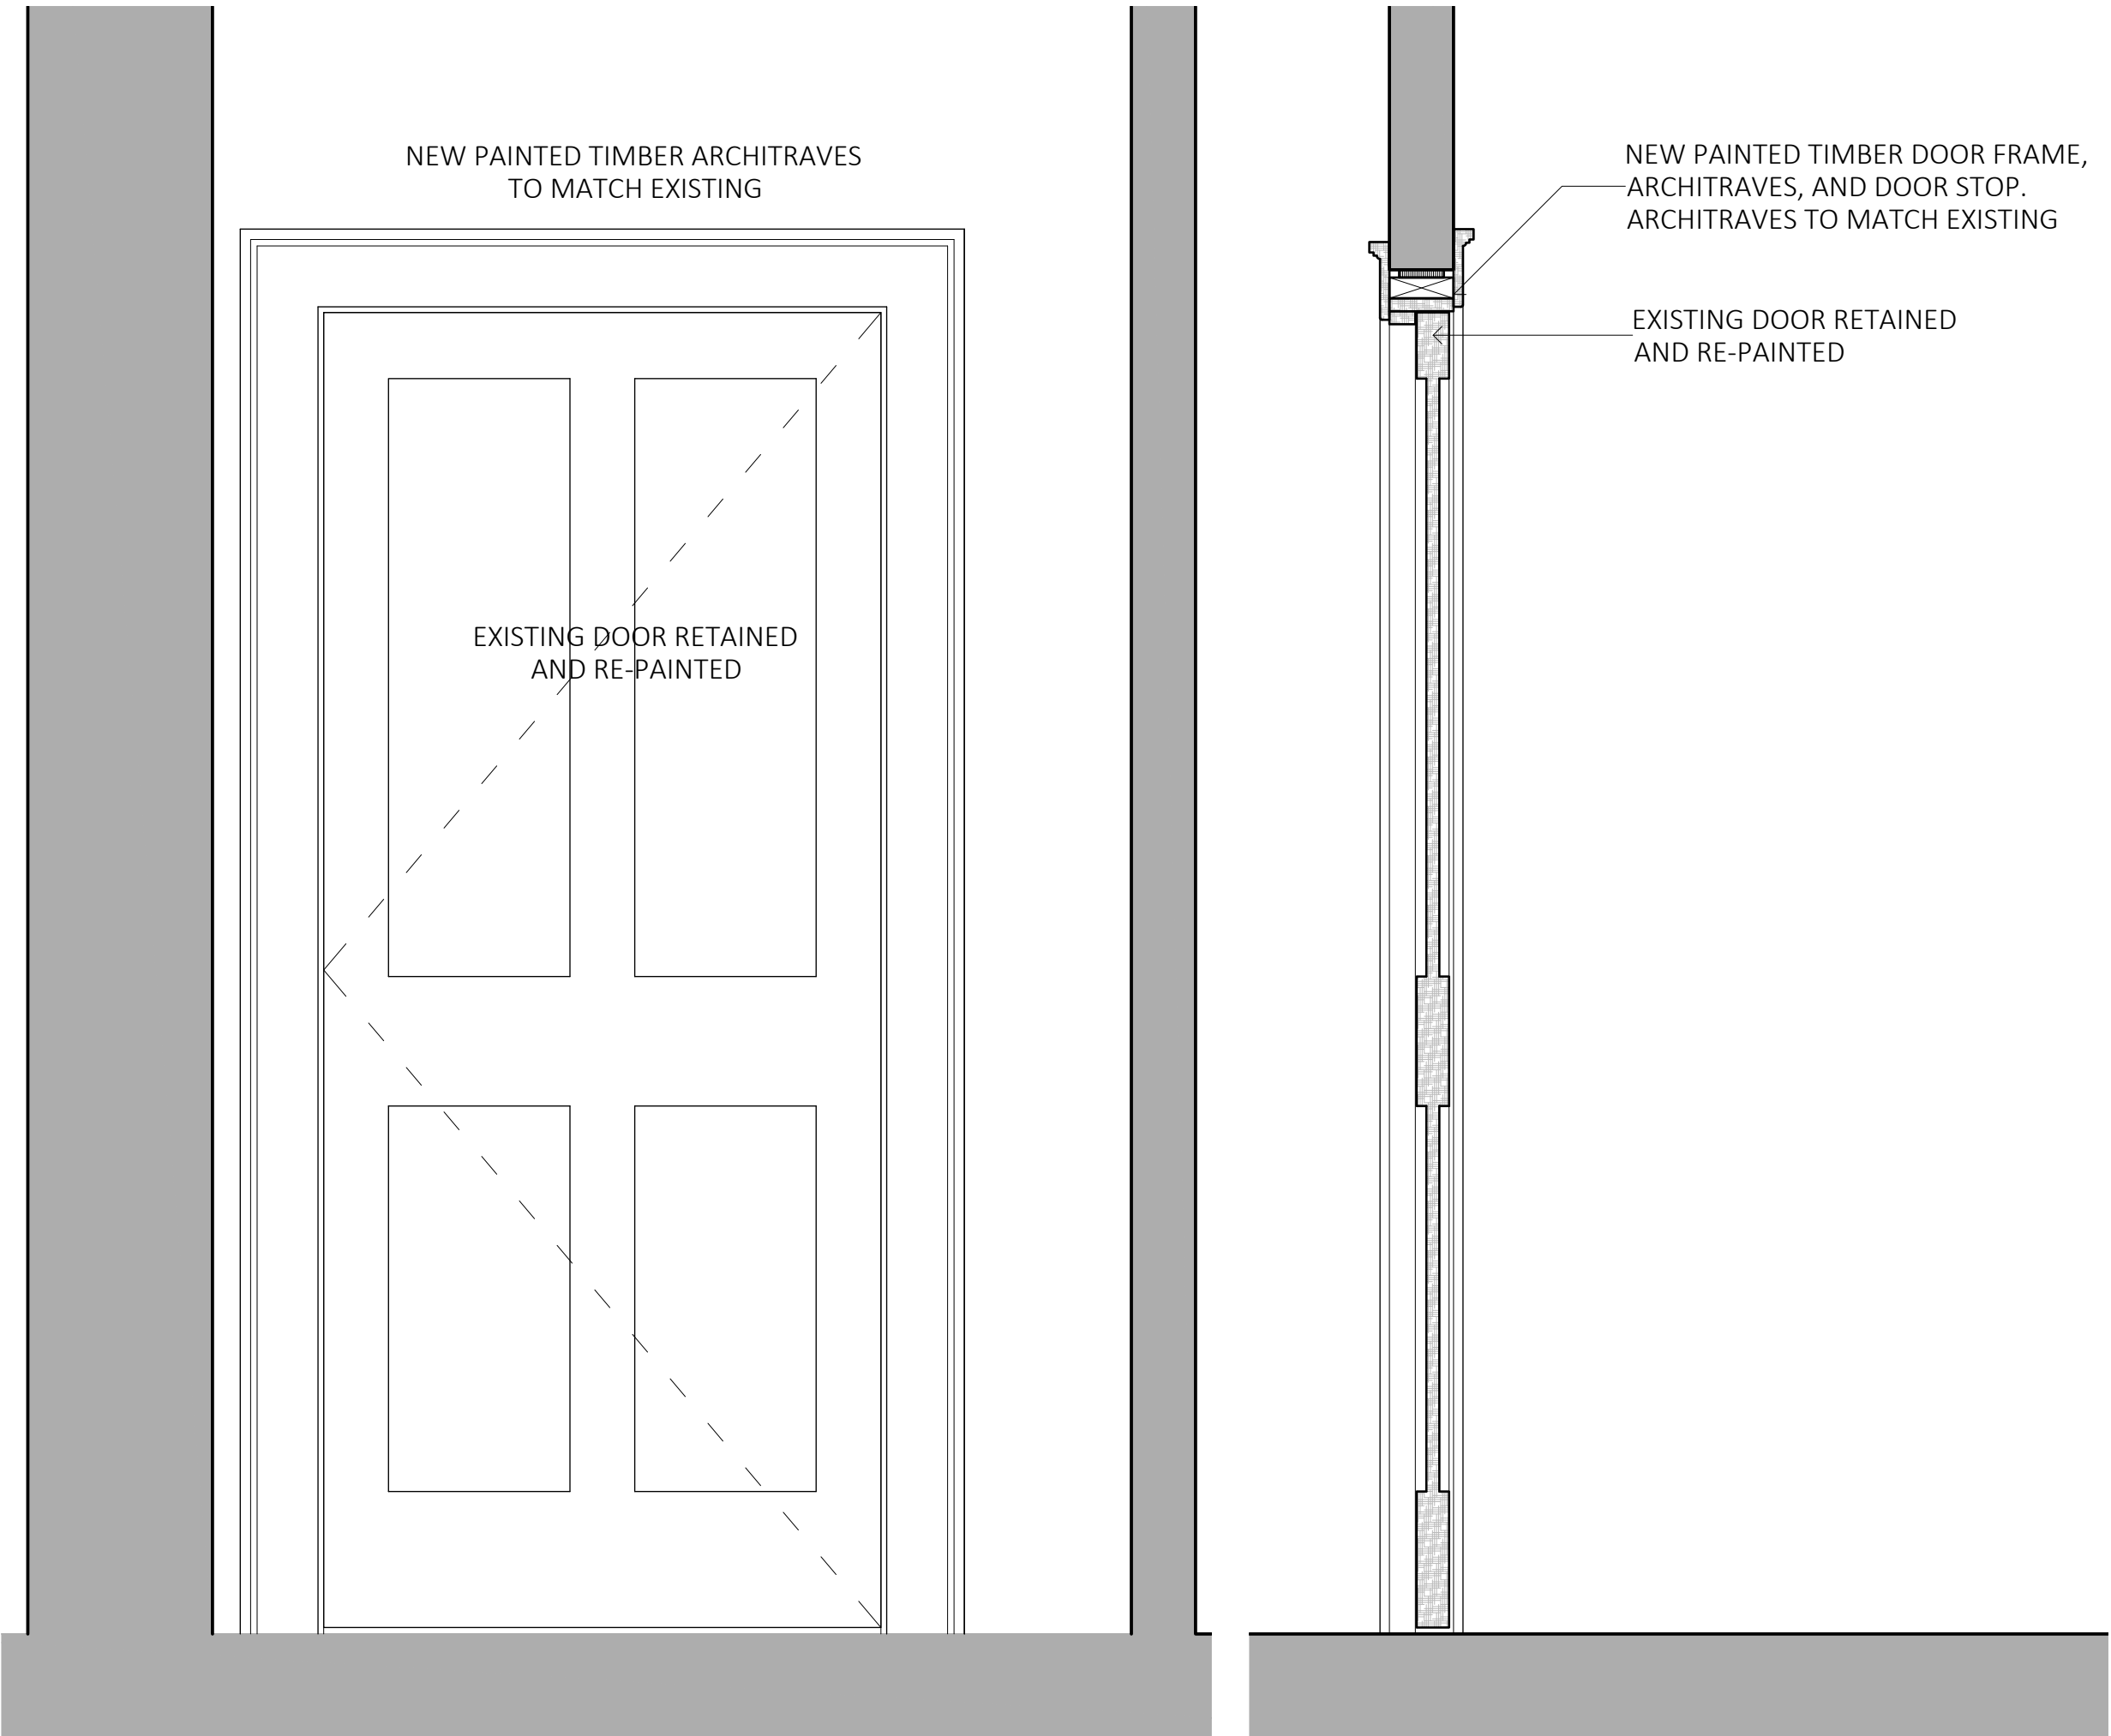 NEW PAINTED TIMBER ARCHITRAVES
TO MATCH EXISTING
EXISTING DOOR RETAINED
AND RE-PAINTED
NEW PAINTED TIMBER DOOR FRAME,
ARCHITRAVES, AND DOOR STOP.
ARCHITRAVES TO MATCH EXISTING
EXISTING DOOR RETAINED
AND RE-PAINTED